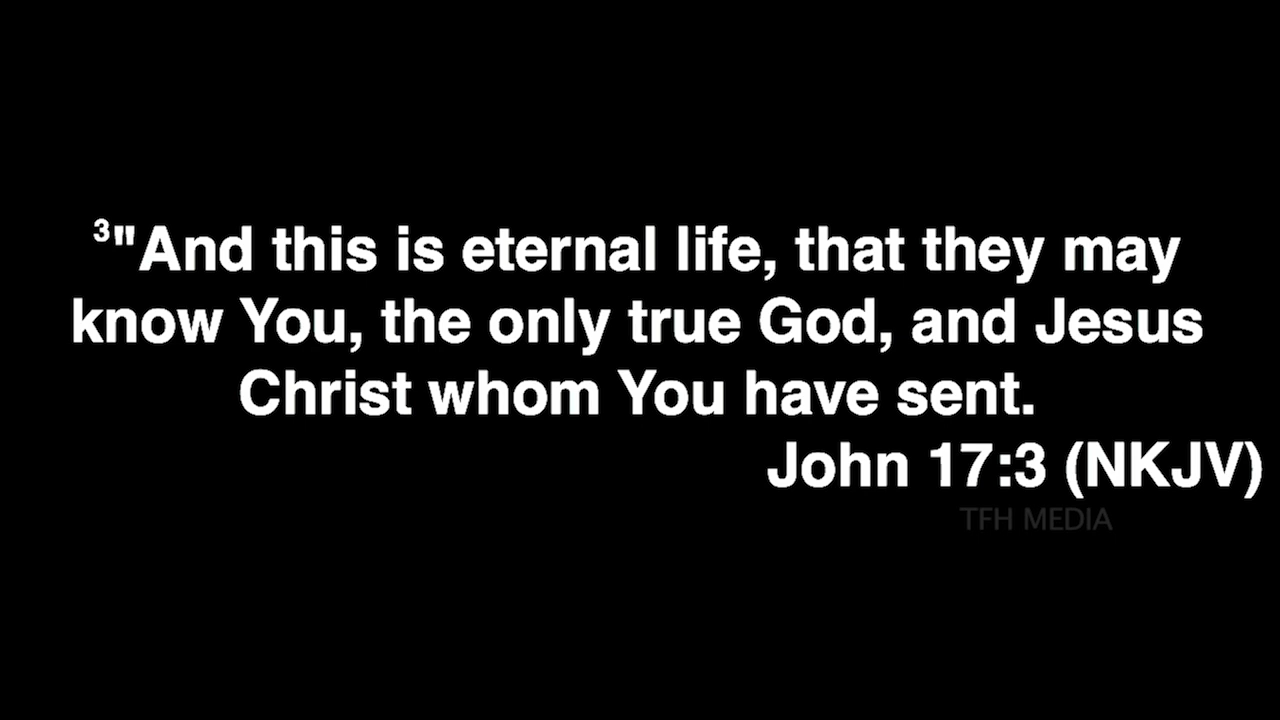 ³"And this is eternal life, that they may
know You, the only true God, and Jesus
Christ whom You have sent.
John 17:3 (NKJV)
TFH MEDIA